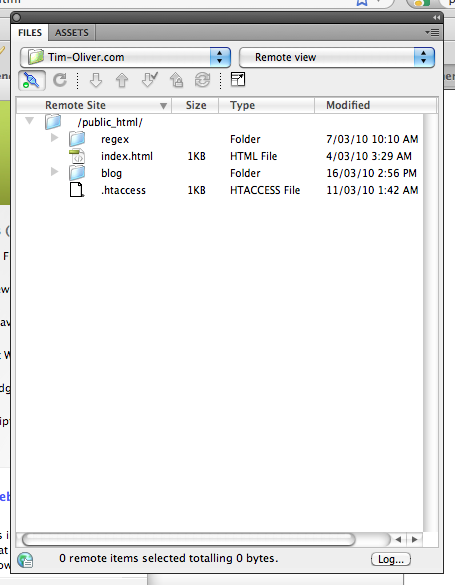 FILES ASSETS
Tim-Oliver.com Remote view
Remote Site Size Type Modified
/public_html/
regex Folder 7/03/10 10:10 AM
index.html 1KB HTML File 4/03/10 3:29 AM
blog Folder 16/03/10 2:56 PM
.htaccess 1KB HTACCESS File 11/03/10 1:42 AM
0 remote items selected totalling 0 bytes. Log...